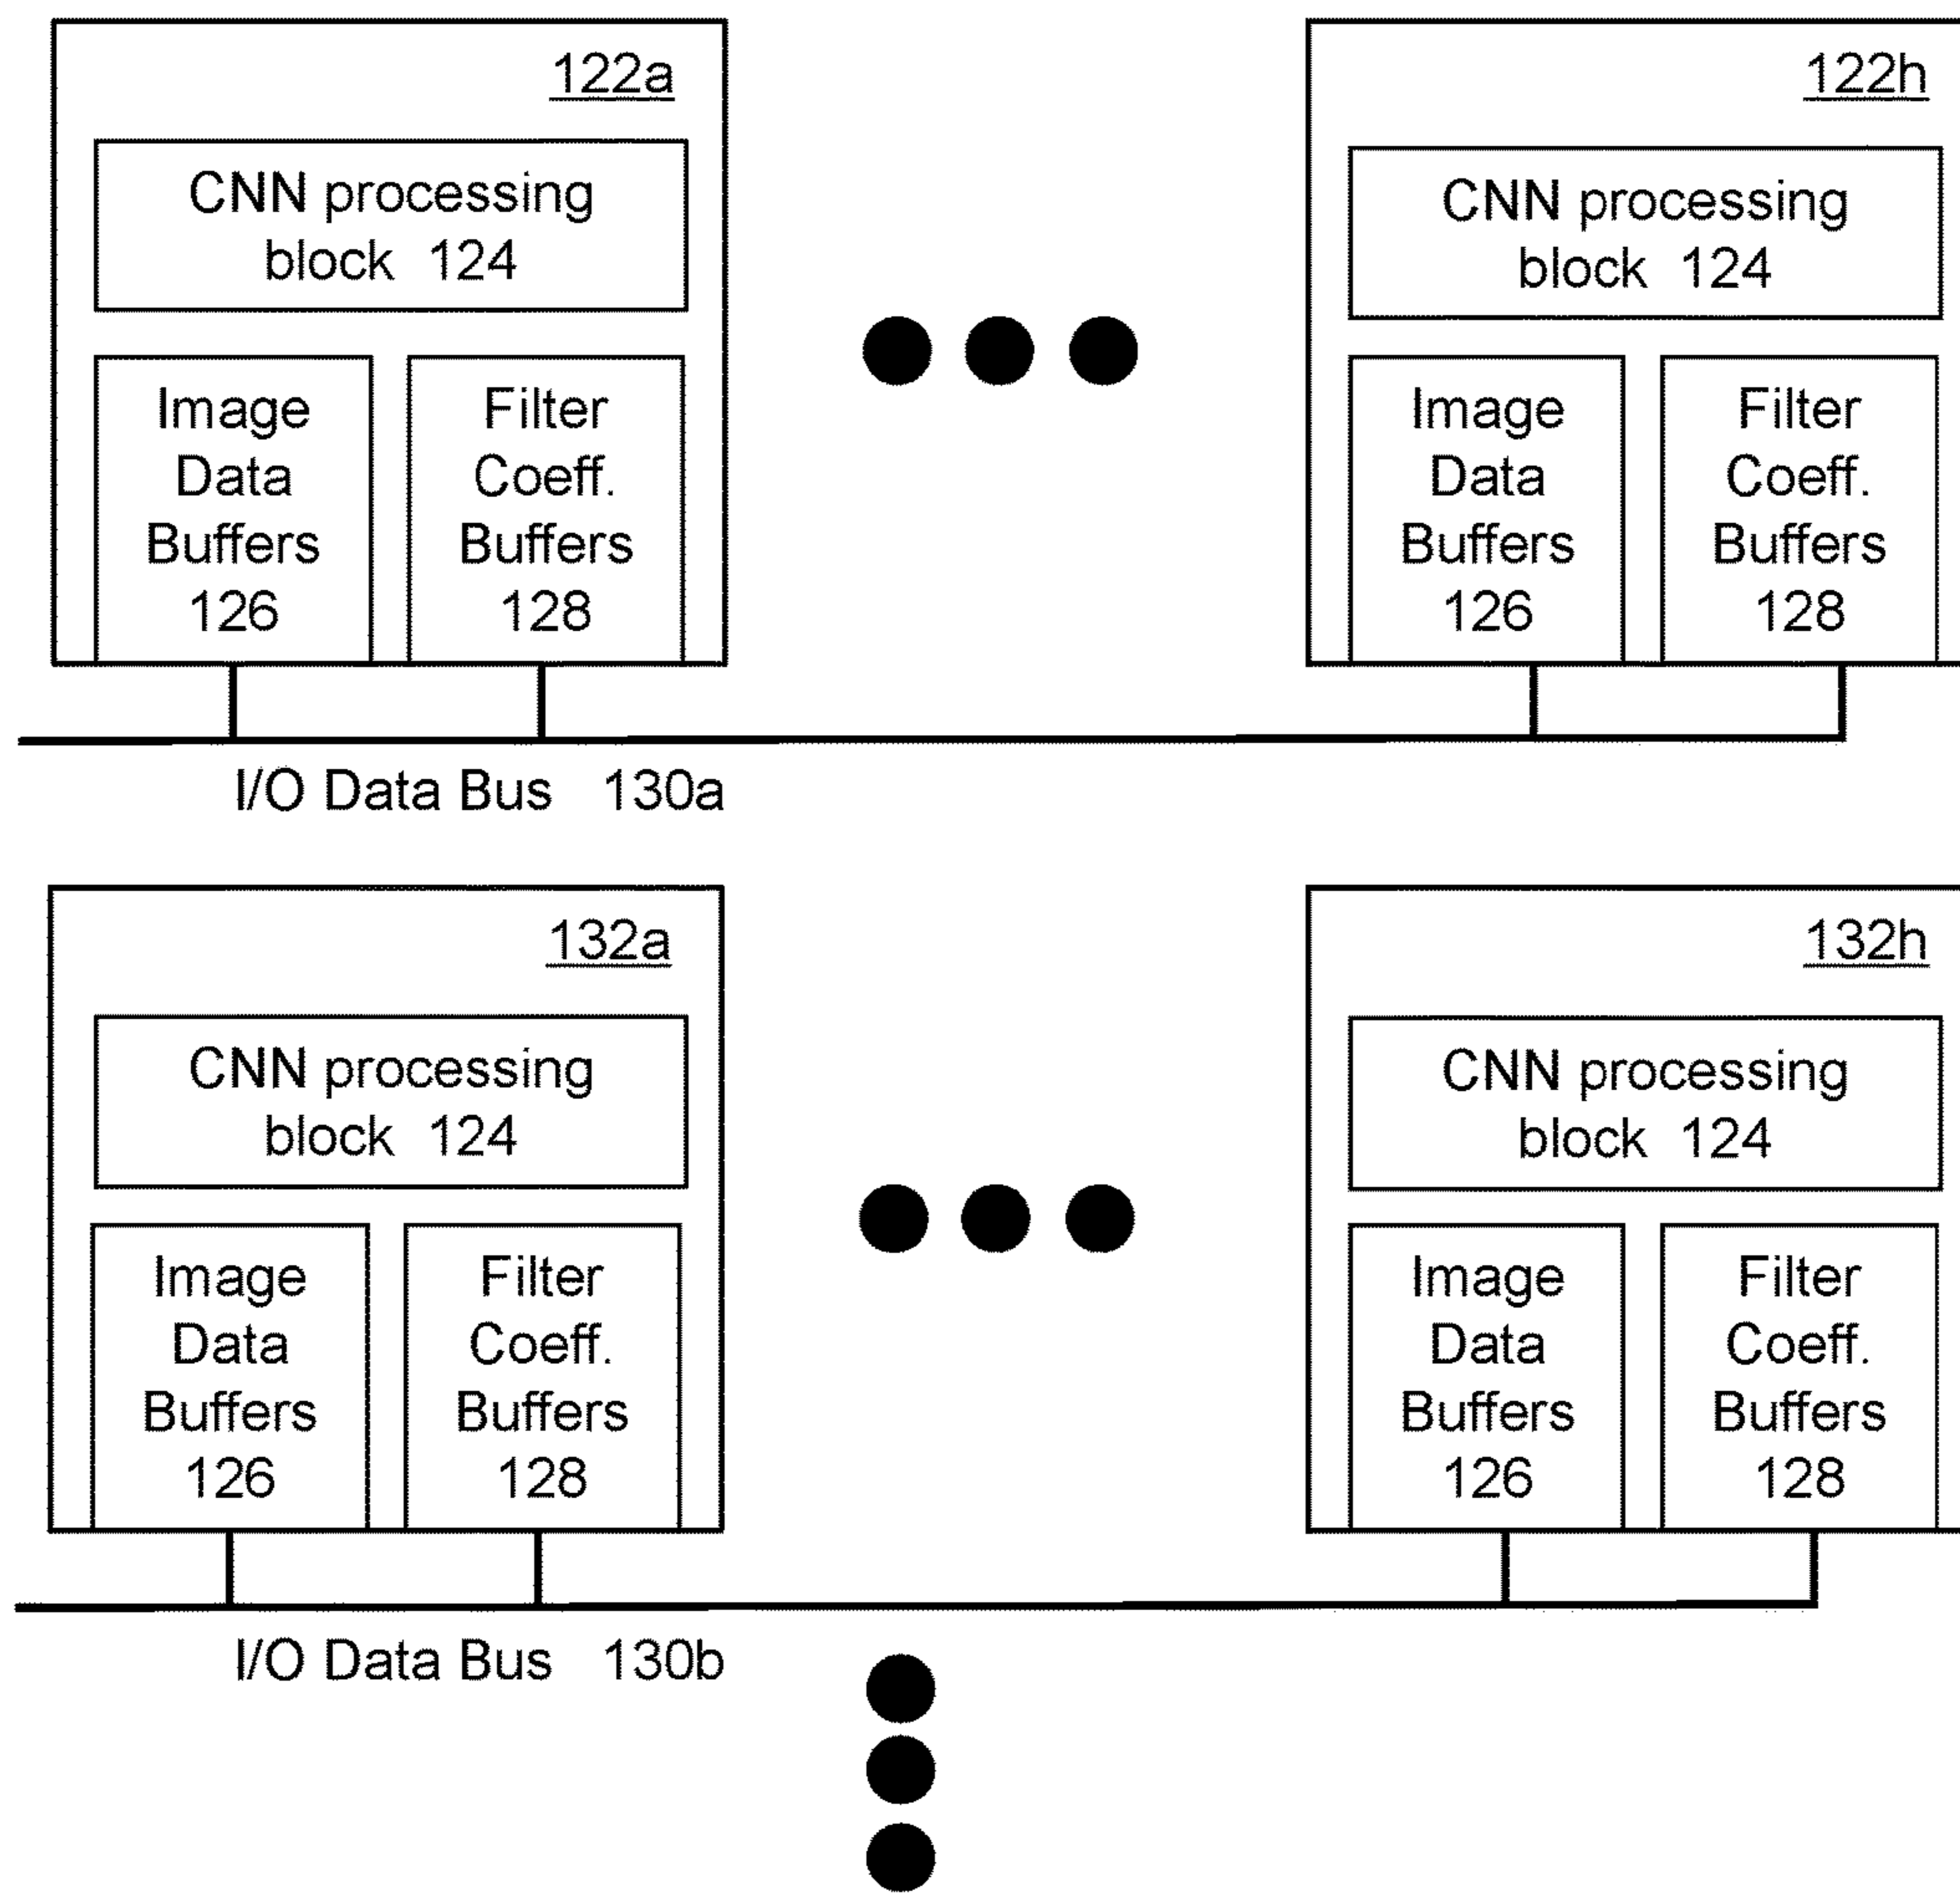 122a
CNN processing
block 124
Image
Data
Buffers
126
Filter
Coeff.
Buffers
128
122h
CNN processing
block 124
Image
Data
Buffers
126
Filter
Coeff.
Buffers
128
I/O Data Bus 130a
132a
CNN processing
block 124
Image
Data
Buffers
126
Filter
Coeff.
Buffers
128
132h
CNN processing
block 124
Image
Data
Buffers
126
Filter
Coeff.
Buffers
128
I/O Data Bus 130b